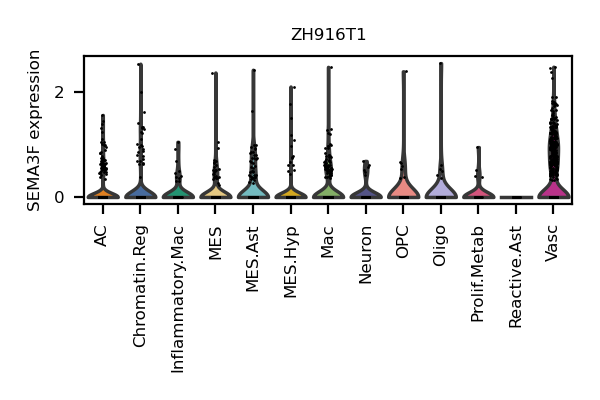 ZH916T1
SEMA3F expression
2
0
AC
Chromatin.Reg
Inflammatory.Mac
MES
MES.Ast
MES.Hyp
Mac
Neuron
OPC
Oligo
Prolif.Metab
Reactive.Ast
Vasc